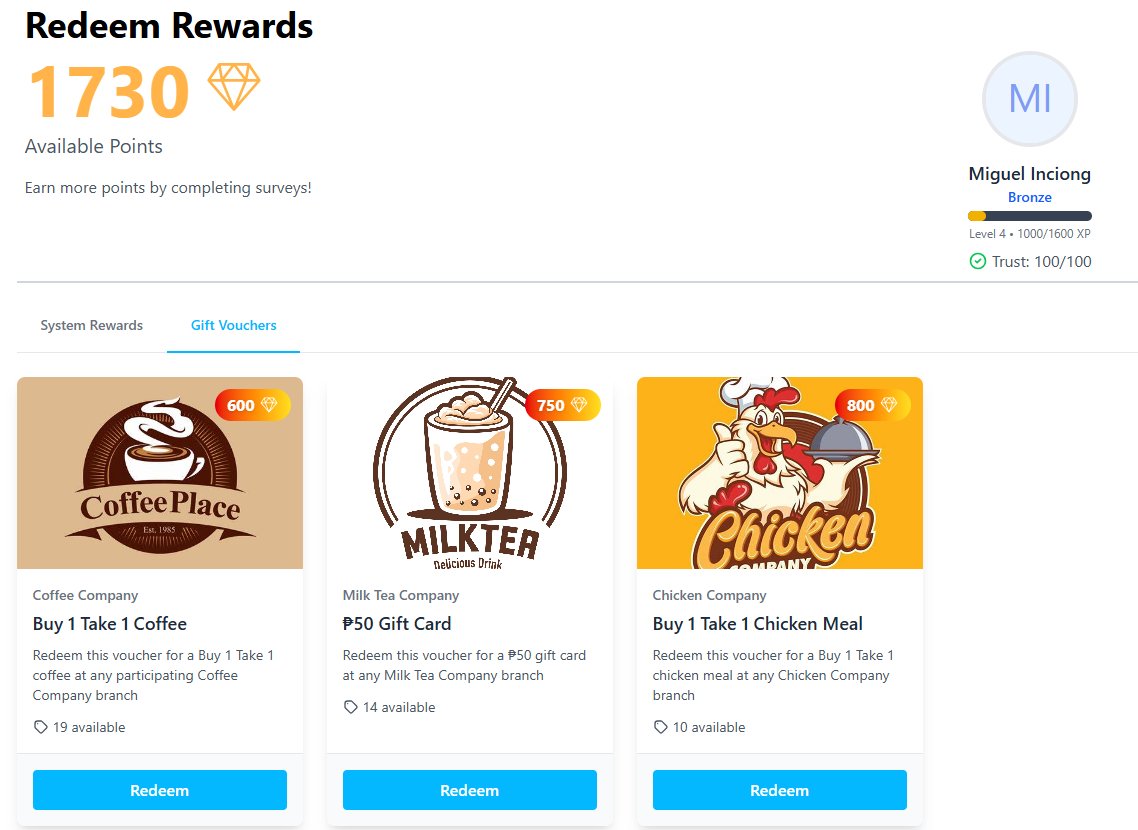 Redeem Rewards
1730
Available Points
Earn more points by completing surveys!
MI
Miguel Inciong
Bronze
Level 4 • 1000/1600 XP
Trust: 100/100
System Rewards
Gift Vouchers
600
Coffee Place
Est. 1985
Coffee Company
Buy 1 Take 1 Coffee
Redeem this voucher for a Buy 1 Take 1
coffee at any participating Coffee
Company branch
19 available
Redeem
750
MILKTEA
Delicious Drink
Milk Tea Company
₱50 Gift Card
Redeem this voucher for a ₱50 gift card
at any Milk Tea Company branch
14 available
Redeem
800
Chicken
COMPANY
Chicken Company
Buy 1 Take 1 Chicken Meal
Redeem this voucher for a Buy 1 Take 1
chicken meal at any Chicken Company
branch
10 available
Redeem